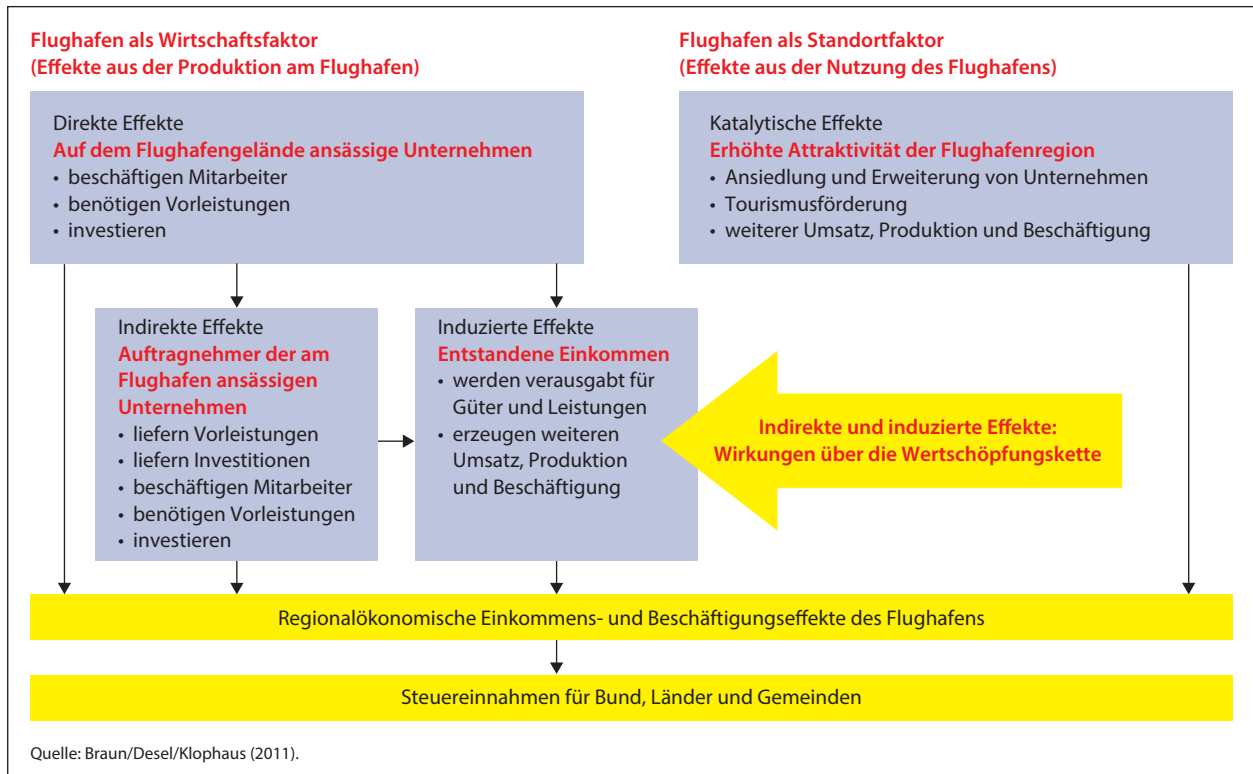 Flughafen als Wirtschaftsfaktor
(Effekte aus der Produktion am Flughafen)
Flughafen als Standortfaktor
(Effekte aus der Nutzung des Flughafens)
Direkte Effekte
Auf dem Flughafengelände ansässige Unternehmen
• beschäftigen Mitarbeiter
• benötigen Vorleistungen
• investieren
Katalytische Effekte
Erhöhte Attraktivität der Flughafenregion
• Ansiedlung und Erweiterung von Unternehmen
• Tourismusförderung
• weiterer Umsatz, Produktion und Beschäftigung
Indirekte Effekte
Auftragnehmer der am
Flughafen ansässigen
Unternehmen
• liefern Vorleistungen
• liefern Investitionen
• beschäftigen Mitarbeiter
• benötigen Vorleistungen
• investieren
Induzierte Effekte
Entstandene Einkommen
• werden verausgabt für
Güter und Leistungen
• erzeugen weiteren
Umsatz, Produktion
und Beschäftigung
Indirekte und induzierte Effekte:
Wirkungen über die Wertschöpfungskette
Regionalökonomische Einkommens- und Beschäftigungseffekte des Flughafens
Steuereinnahmen für Bund, Länder und Gemeinden
Quelle: Braun/Desel/Klophaus (2011).